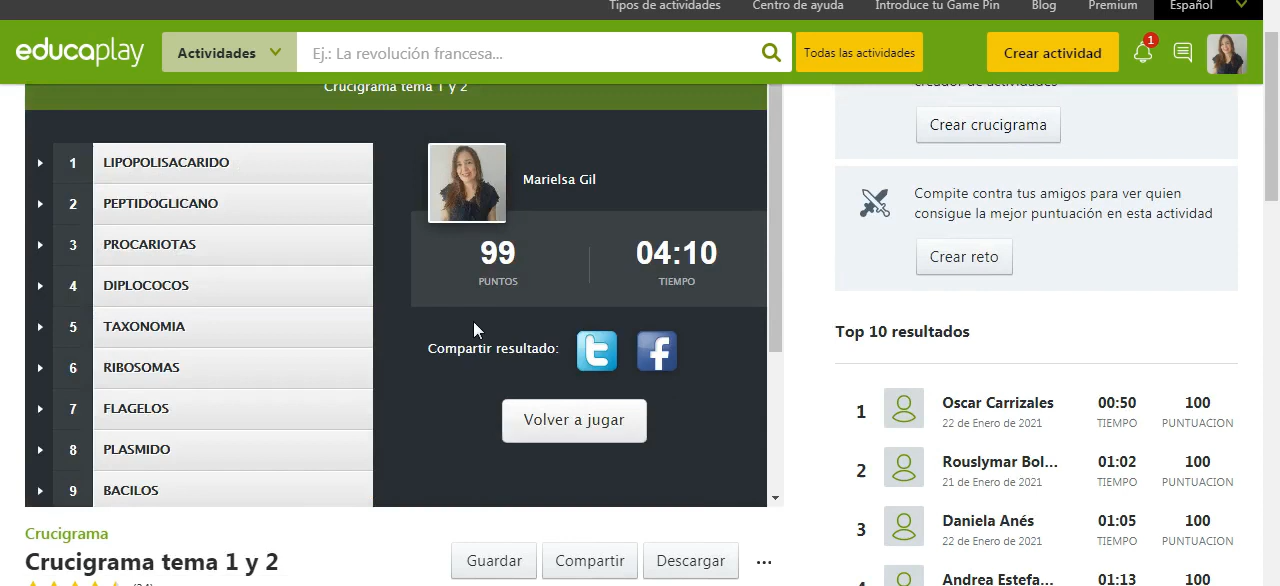 Tipos de actividades Centro de ayuda Introduce tu Game Pin Blog Premium Español
educaplay Actividades Ej.: La revolución francesa... Todas las actividades Crear actividad 1
Crucigrama tema 1 y 2
1 LIPOPOLISACARIDO
2 PEPTIDOGLICANO
3 PROCARIOTAS
4 DIPLOCOCOS
5 TAXONOMIA
6 RIBOSOMAS
7 FLAGELOS
8 PLASMIDO
9 BACILOS
Marielsa Gil
99 04:10
PUNTOS TIEMPO
Compartir resultado:
Volver a jugar
Crucigrama
Crucigrama tema 1 y 2
Guardar Compartir Descargar ...
creador de actividades
Crear crucigrama
Compite contra tus amigos para ver quien
consigue la mejor puntuación en esta actividad
Crear reto
Top 10 resultados
1 Oscar Carrizales 00:50 100
22 de Enero de 2021 TIEMPO PUNTUACION
2 Rouslymar Bol... 01:02 100
21 de Enero de 2021 TIEMPO PUNTUACION
3 Daniela Anés 01:05 100
22 de Enero de 2021 TIEMPO PUNTUACION
Andrea Estefa... 01:13 100